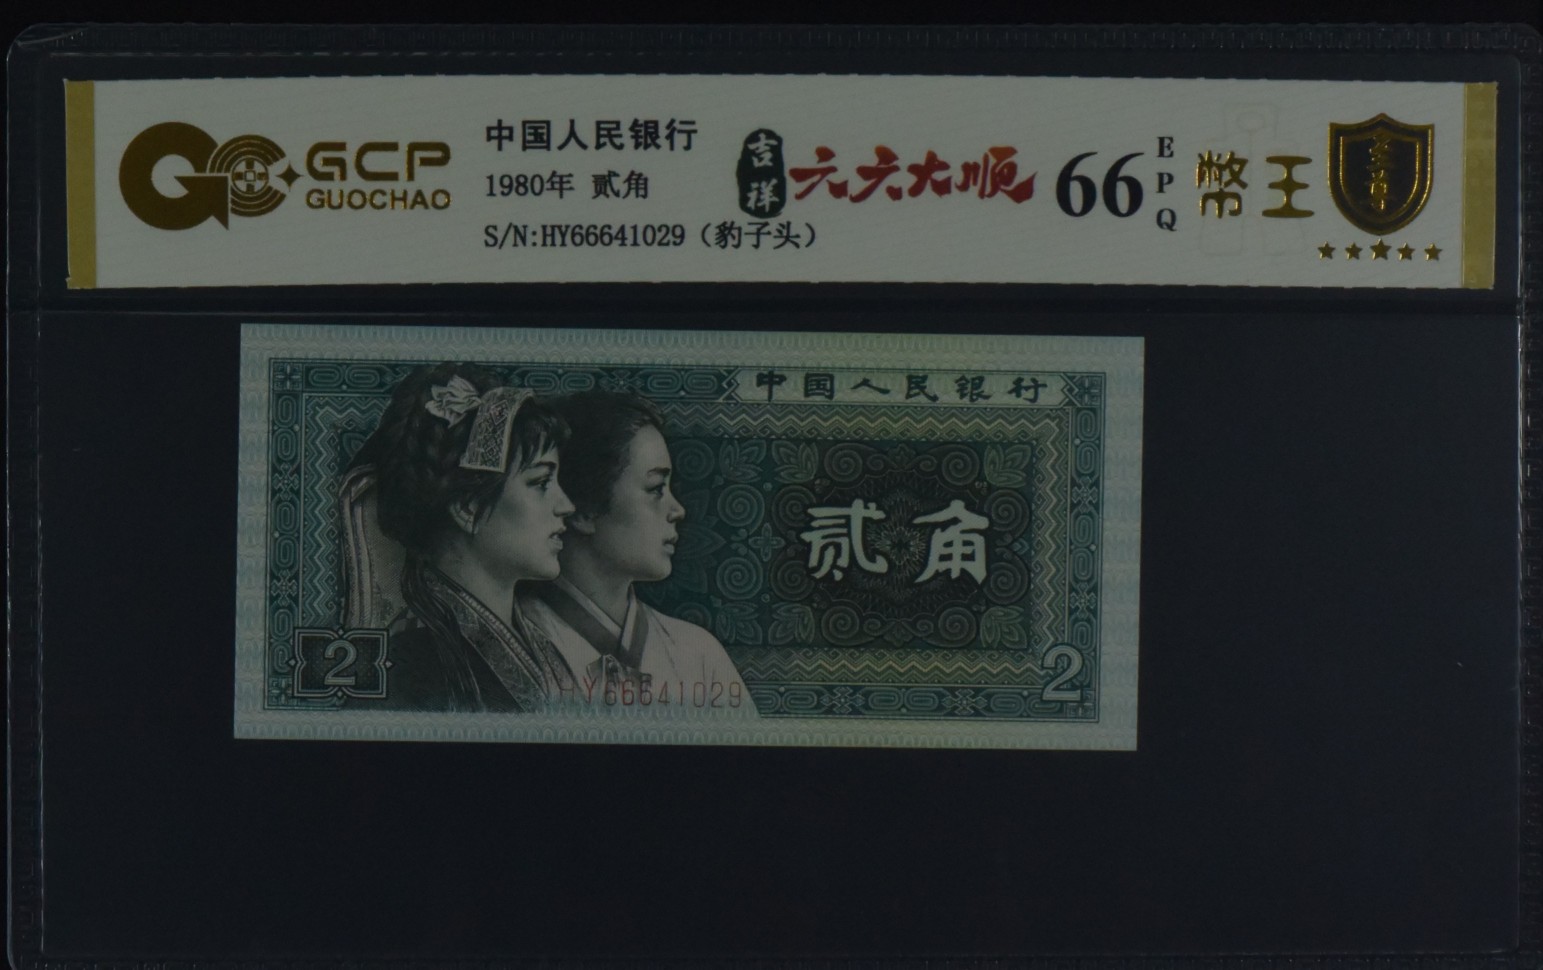 GCP
GUOCHAO
中国人民银行
1980年 贰角
S/N:HY66641029（豹子头）
吉祥
六六大顺
66
EPQ
幣王
中国人民银行
贰角
2
HY66641029
2